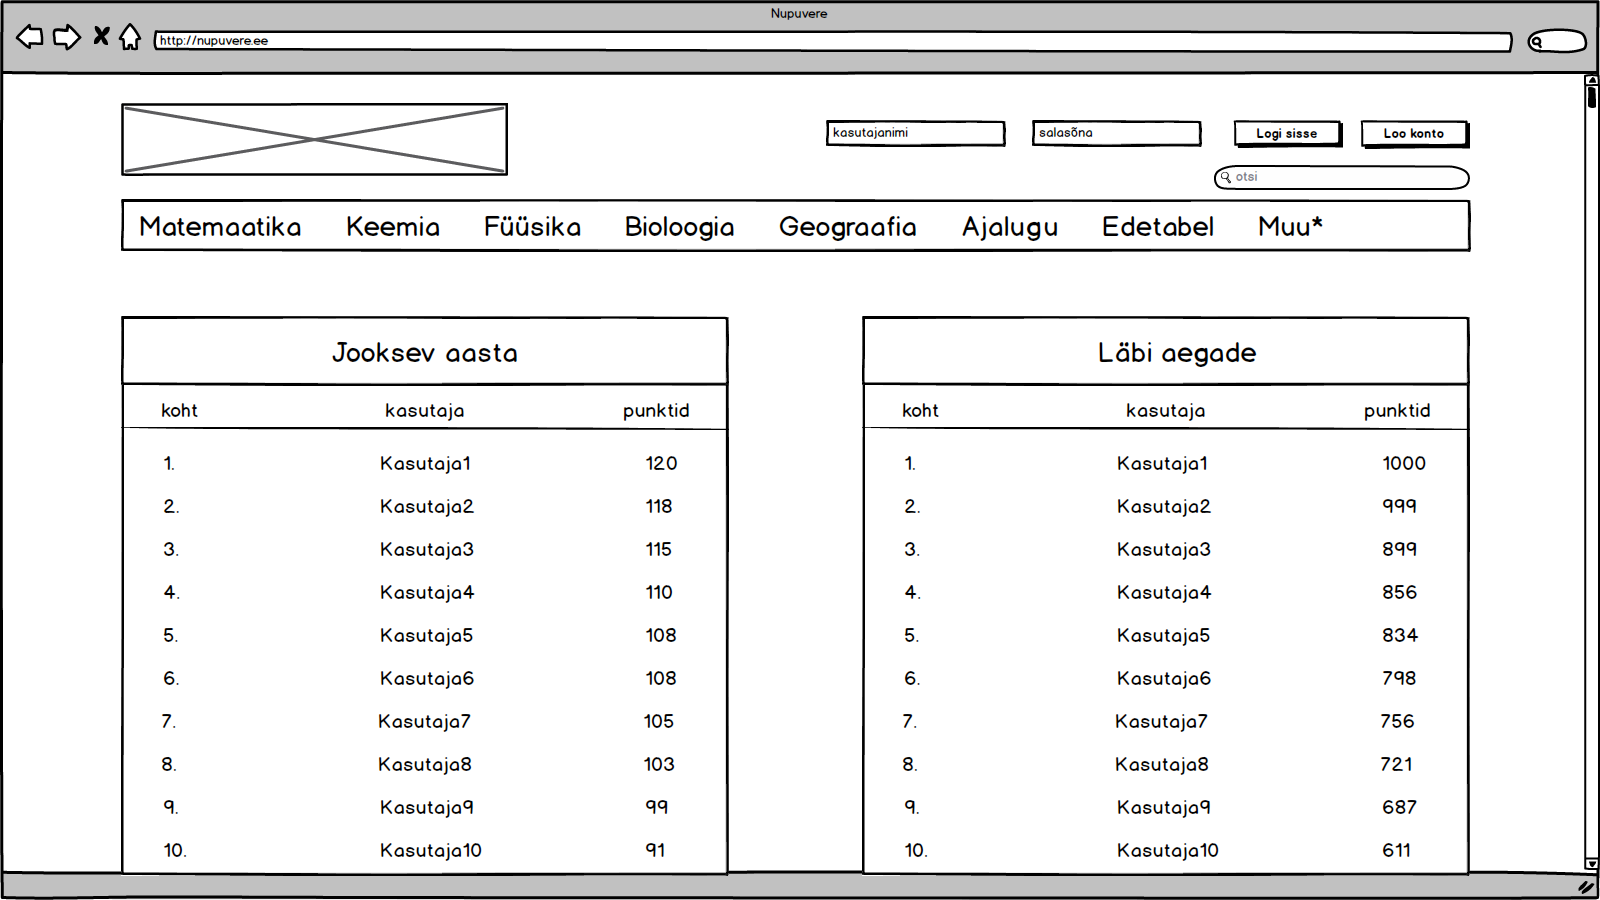 Nupuvere
http://nupuvere.ee
kasutajanimi salasõna Logi sisse Loo konto
otsi
Matemaatika Keemia Füüsika Bioloogia Geograafia Ajalugu Edetabel Muu*
Jooksev aasta
koht kasutaja punktid
1. Kasutaja1 120
2. Kasutaja2 118
3. Kasutaja3 115
4. Kasutaja4 110
5. Kasutaja5 108
6. Kasutaja6 108
7. Kasutaja7 105
8. Kasutaja8 103
9. Kasutaja9 99
10. Kasutaja10 91
Läbi aegade
koht kasutaja punktid
1. Kasutaja1 1000
2. Kasutaja2 999
3. Kasutaja3 899
4. Kasutaja4 856
5. Kasutaja5 834
6. Kasutaja6 798
7. Kasutaja7 756
8. Kasutaja8 721
9. Kasutaja9 687
10. Kasutaja10 611